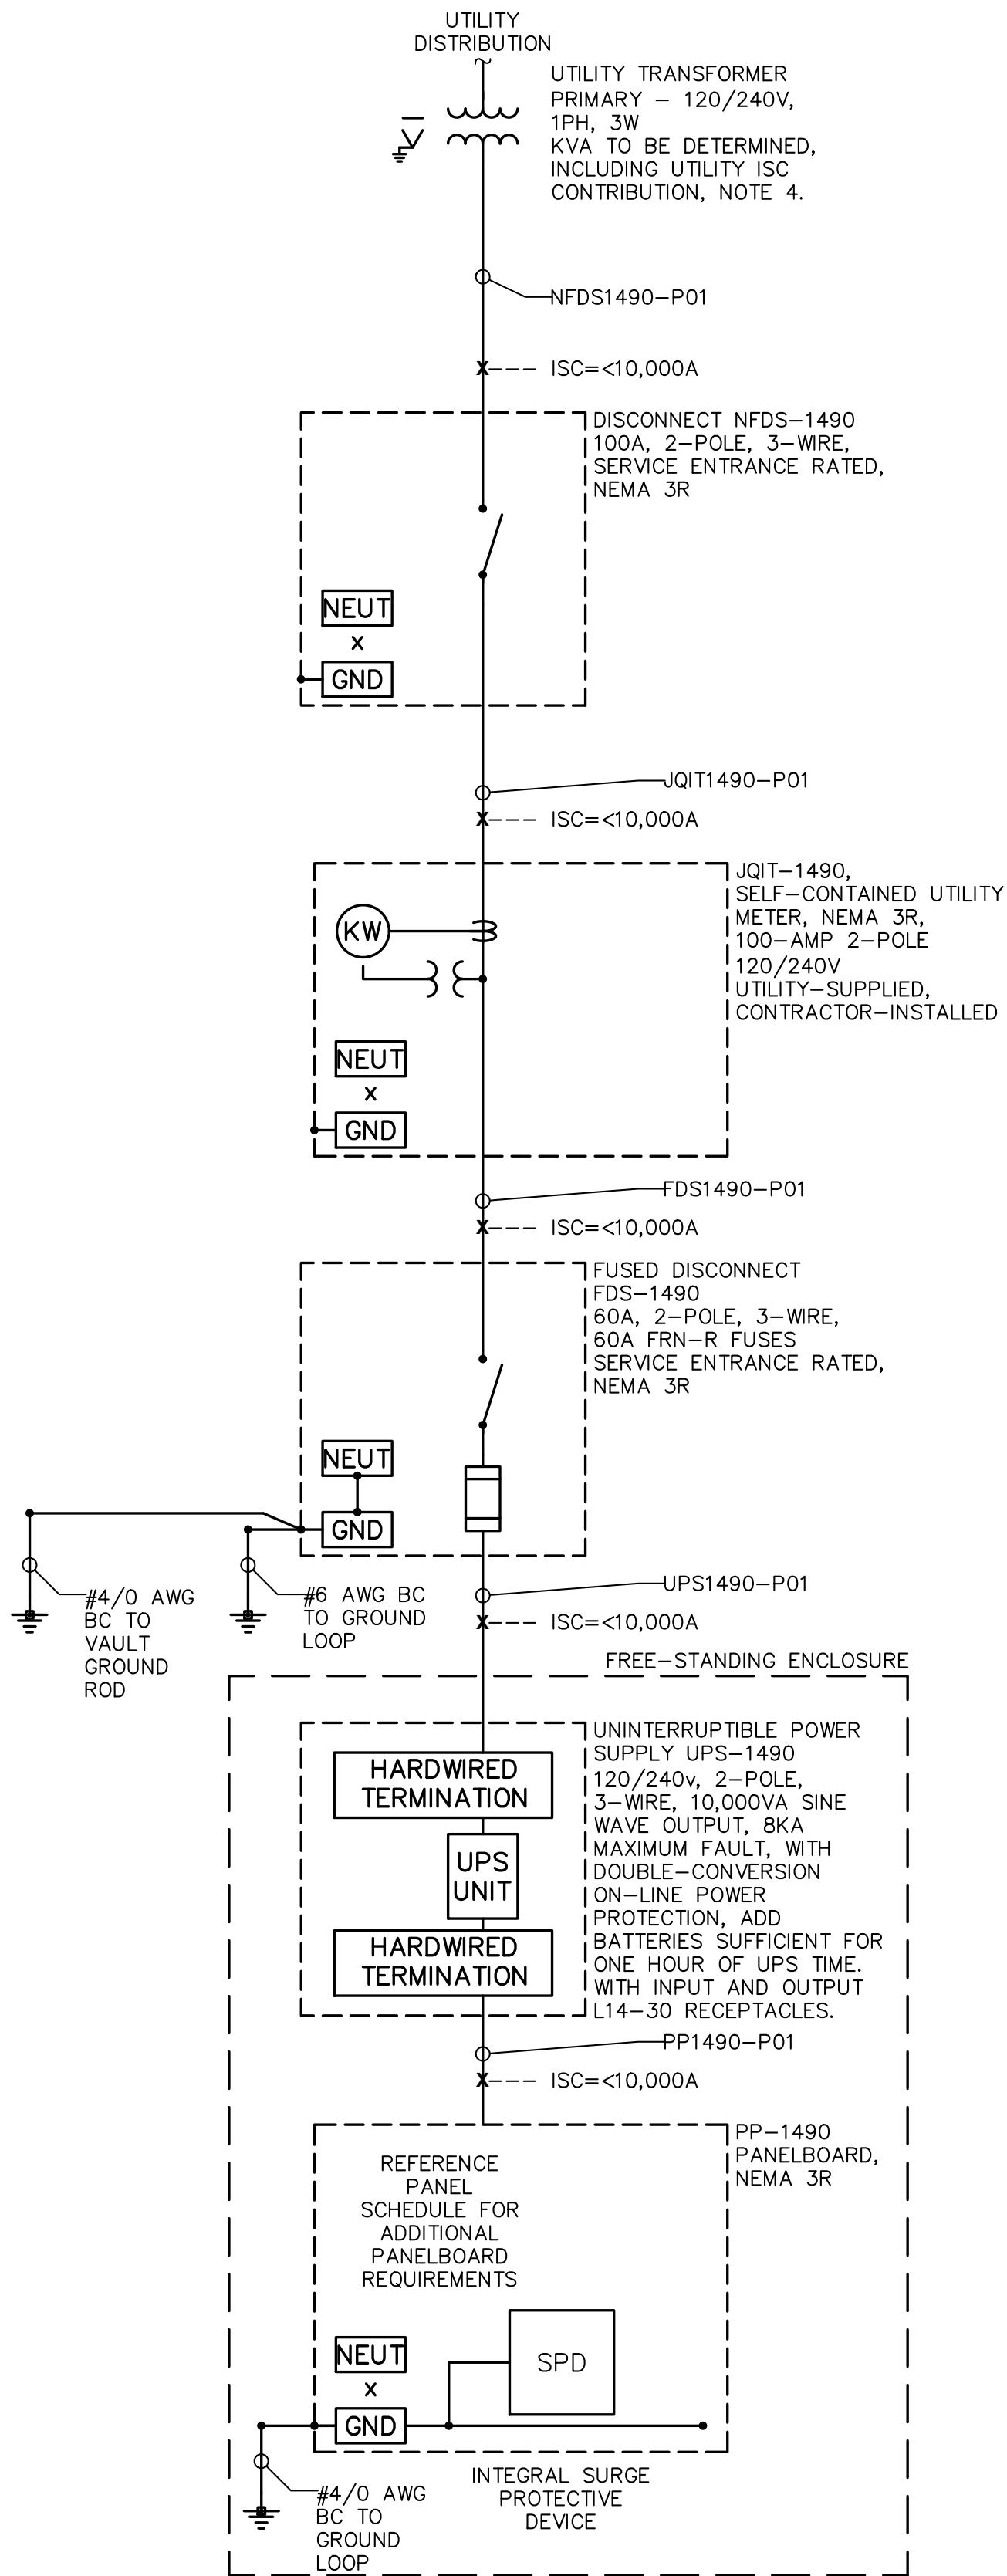 UTILITY
DISTRIBUTION
UTILITY TRANSFORMER
PRIMARY – 120/240V,
1PH, 3W
KVA TO BE DETERMINED,
INCLUDING UTILITY ISC
CONTRIBUTION, NOTE 4.
NFDS1490–P01
X
ISC=<10,000A
DISCONNECT NFDS–1490
100A, 2–POLE, 3–WIRE,
SERVICE ENTRANCE RATED,
NEMA 3R
NEUT
X
GND
JQIT1490–P01
X
ISC=<10,000A
JQIT–1490,
SELF–CONTAINED UTILITY
METER, NEMA 3R,
100–AMP 2–POLE
120/240V
UTILITY–SUPPLIED,
CONTRACTOR–INSTALLED
KW
NEUT
X
GND
FDS1490–P01
X
ISC=<10,000A
FUSED DISCONNECT
FDS–1490
60A, 2–POLE, 3–WIRE,
60A FRN–R FUSES
SERVICE ENTRANCE RATED,
NEMA 3R
NEUT
GND
#4/0 AWG
BC TO
VAULT
GROUND
ROD
#6 AWG BC
TO GROUND
LOOP
UPS1490–P01
X
ISC=<10,000A
FREE–STANDING ENCLOSURE
UNINTERRUPTIBLE POWER
SUPPLY UPS–1490
120/240v, 2–POLE,
3–WIRE, 10,000VA SINE
WAVE OUTPUT, 8KA
MAXIMUM FAULT, WITH
DOUBLE–CONVERSION
ON–LINE POWER
PROTECTION, ADD
BATTERIES SUFFICIENT FOR
ONE HOUR OF UPS TIME.
WITH INPUT AND OUTPUT
L14–30 RECEPTACLES.
HARDWIRED
TERMINATION
UPS
UNIT
HARDWIRED
TERMINATION
PP1490–P01
X
ISC=<10,000A
PP–1490
PANELBOARD,
NEMA 3R
REFERENCE
PANEL
SCHEDULE FOR
ADDITIONAL
PANELBOARD
REQUIREMENTS
SPD
NEUT
X
GND
INTEGRAL SURGE
PROTECTIVE
DEVICE
#4/0 AWG
BC TO
GROUND
LOOP